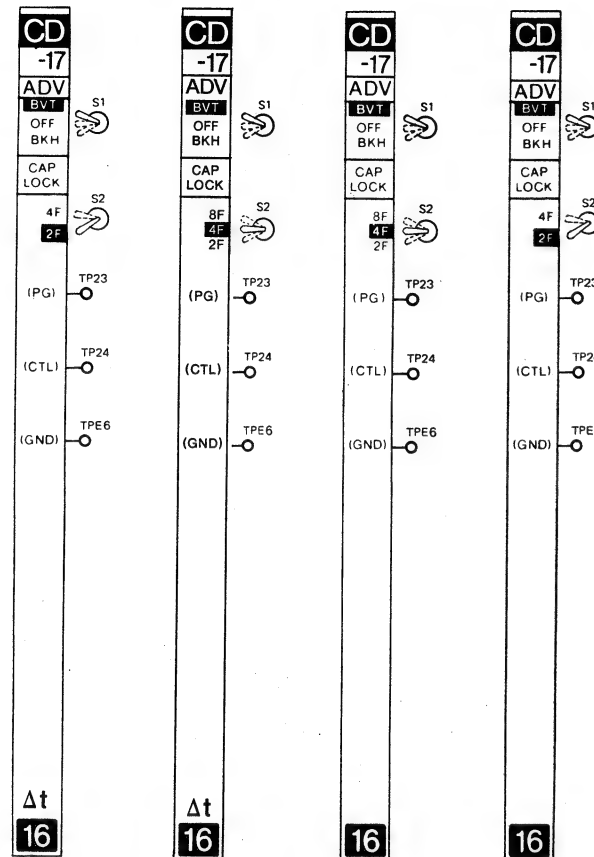 CD
-17
ADV
BVT S1
OFF
BKH
CAP
LOCK
S2
4F
2F
(PG) TP23
(CTL) TP24
(GND) TPE6
Δt
16
CD
-17
ADV
BVT S1
OFF
BKH
CAP
LOCK
S2
8F
4F
2F
(PG) TP23
(CTL) TP24
(GND) TPE6
Δt
16
CD
-17
ADV
BVT S1
OFF
BKH
CAP
LOCK
S2
8F
4F
2F
(PG) TP23
(CTL) TP24
(GND) TPE6
16
CD
-17
ADV
BVT S1
OFF
BKH
CAP
LOCK
S2
4F
2F
(PG) TP23
(CTL) TP24
(GND) TPE
16